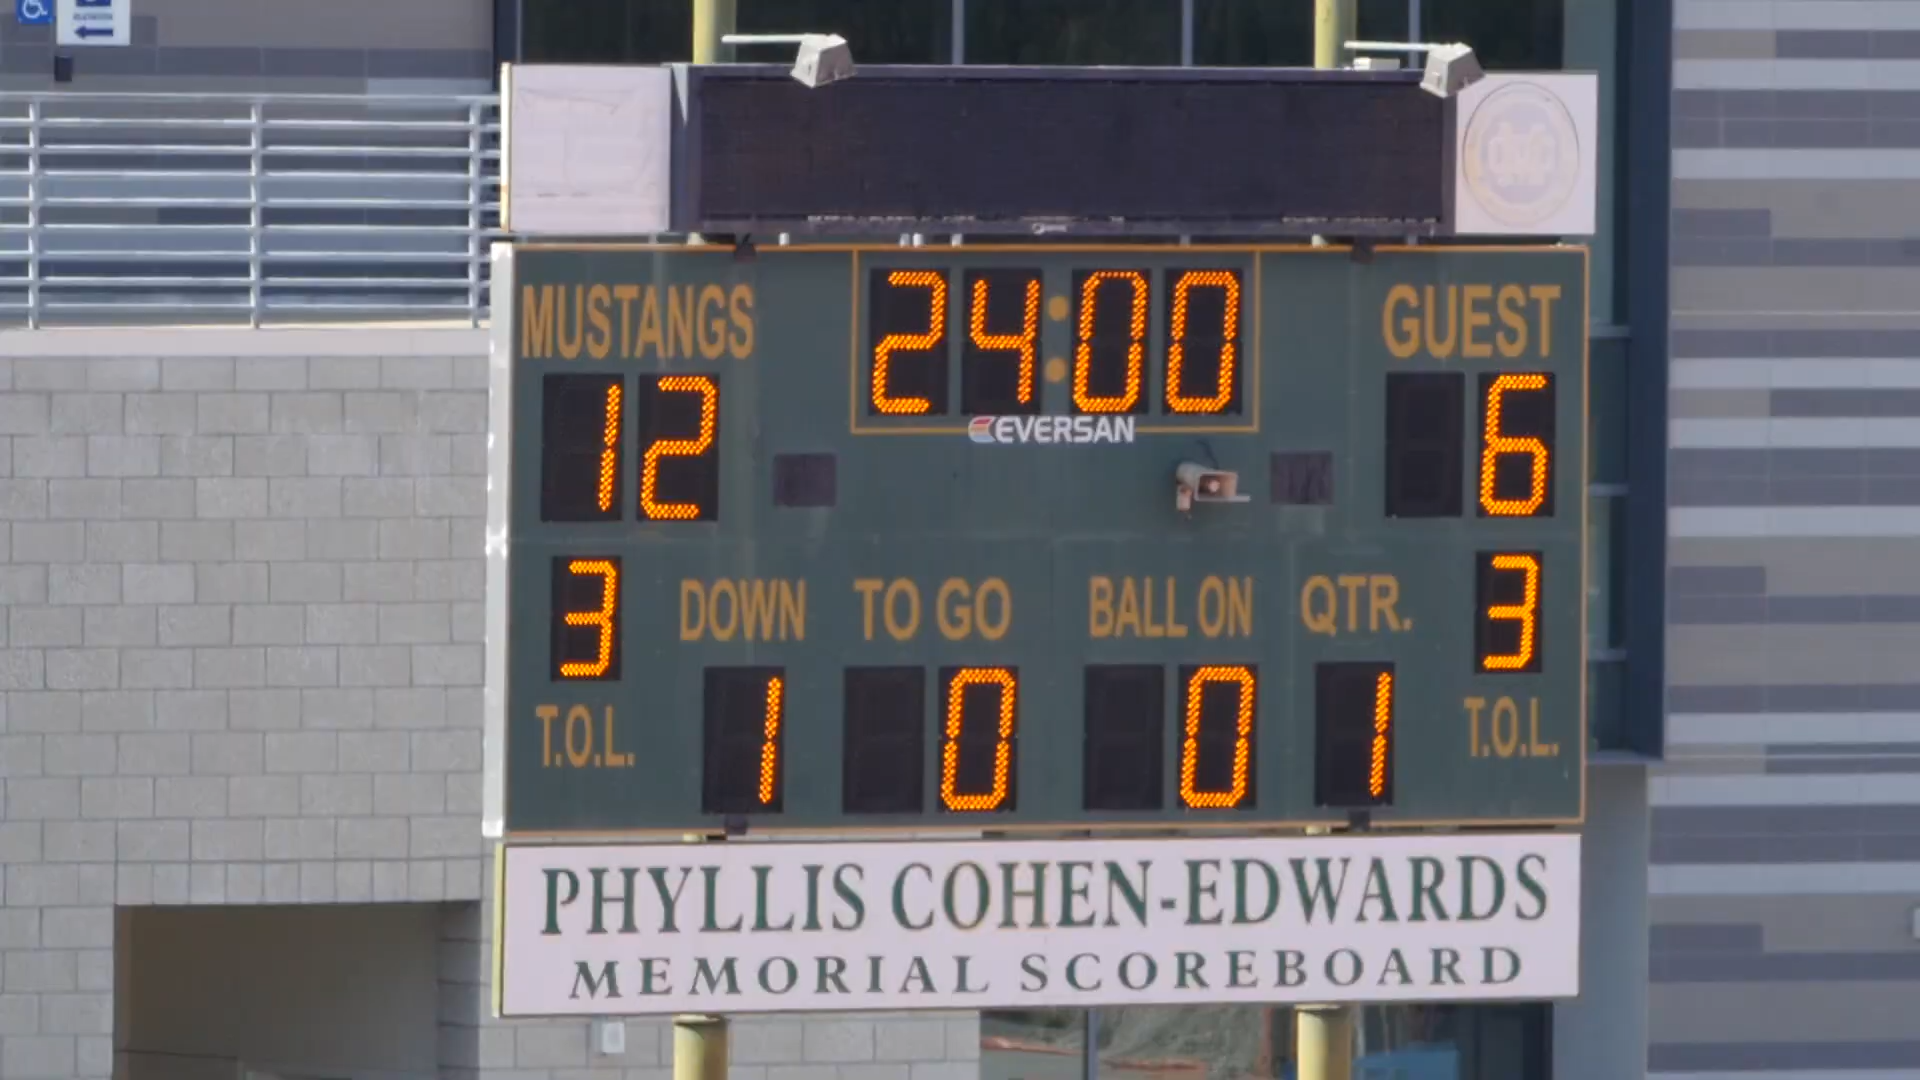 MUSTANGS 24:00 GUEST
EVERSAN
12 6
3 DOWN TO GO BALL ON QTR. 3
T.O.L. 1 0 0 1 T.O.L.
PHYLLIS COHEN-EDWARDS
MEMORIAL SCOREBOARD